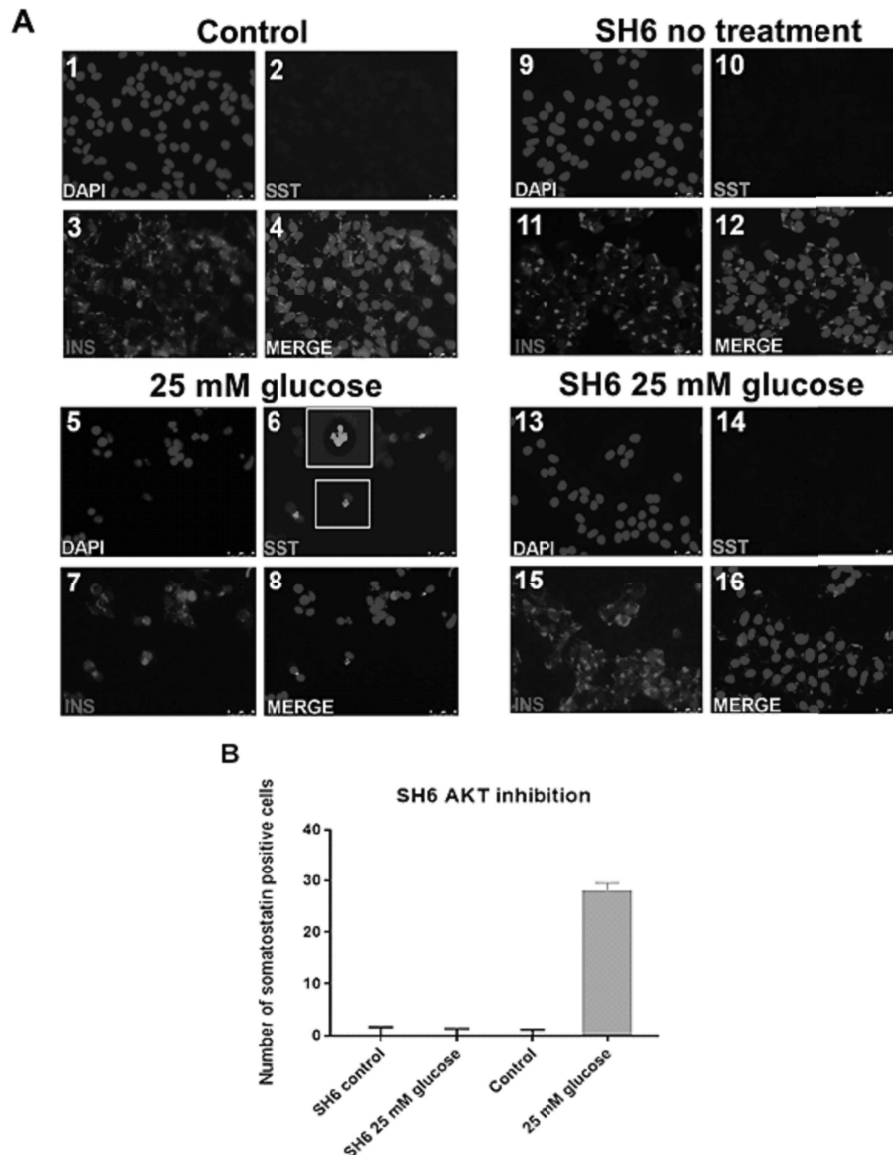 A
Control
SH6 no treatment
1
2
9
10
DAPI
SST
DAPI
SST
3
4
11
12
INS
MERGE
INS
MERGE
25 mM glucose
SH6 25 mM glucose
5
6
13
14
DAPI
SST
DAPI
SST
7
8
15
16
INS
MERGE
INS
MERGE
B
SH6 AKT inhibition
Number of somatostatin positive cells
40
30
20
10
0
SH6 control
SH6 25 mM glucose
Control
25 mM glucose